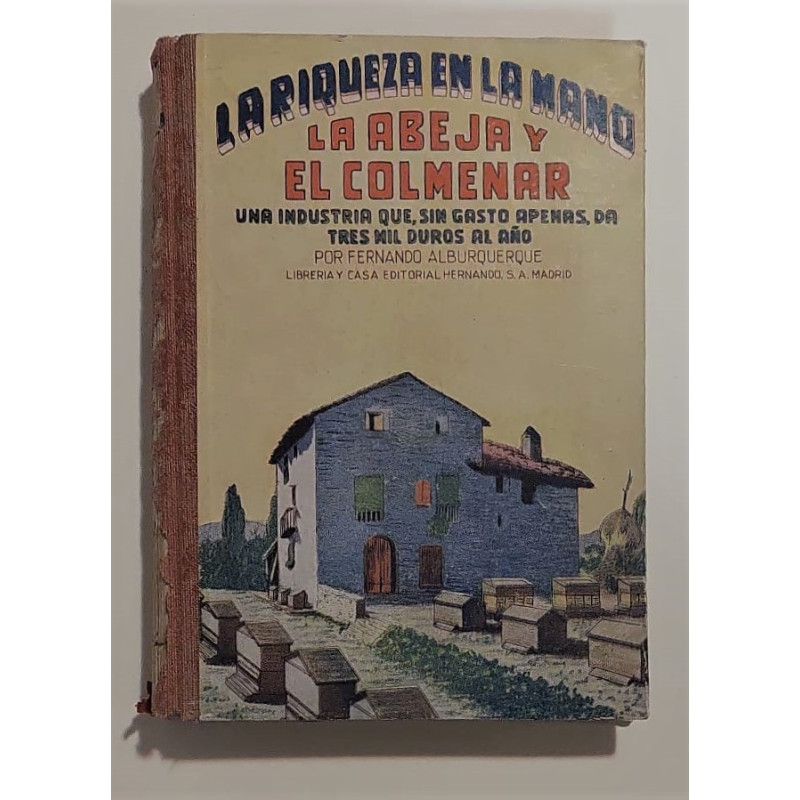 LA RIQUEZA EN LA MANO
LA ABEJA Y
EL COLMENAR
UNA INDUSTRIA QUE, SIN GASTO APENAS, DA
TRES MIL DUROS AL AÑO
POR FERNANDO ALBURQUERQUE
LIBRERIA Y CASA EDITORIAL HERNANDO, S. A. MADRID